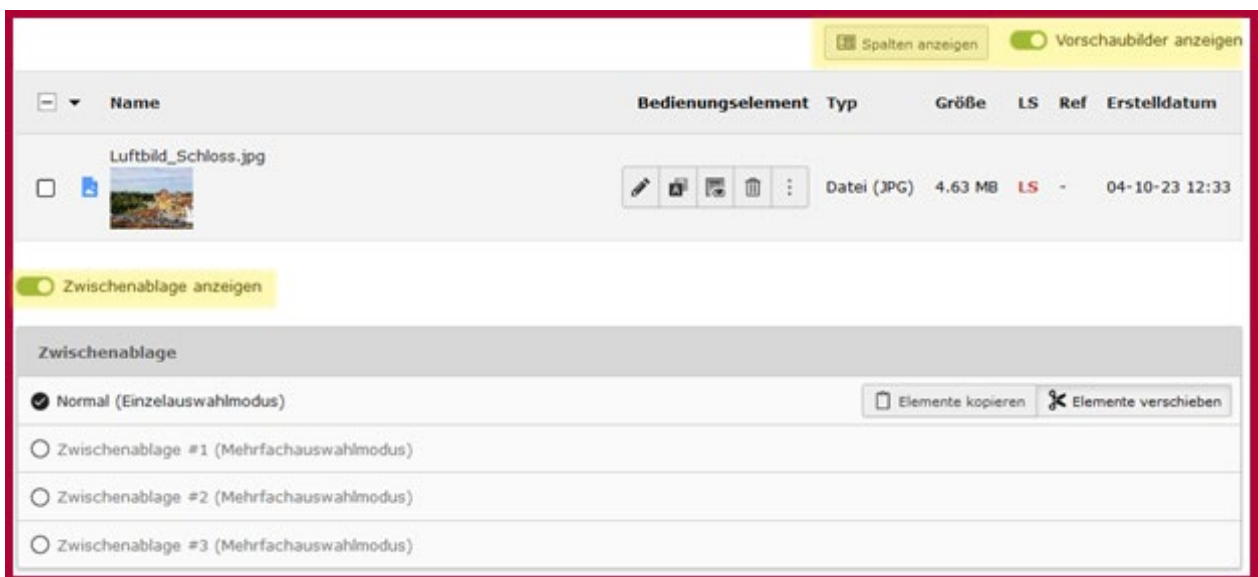 Spalten anzeigen Vorschaubilder anzeigen
Name Bedienungselement Typ Größe LS Ref Erstelldatum
Luftbild_Schloss.jpg
Datei (JPG) 4.63 MB LS - 04-10-23 12:33
Zwischenablage anzeigen
Zwischenablage
Normal (Einzelauswahlmodus) Elemente kopieren Elemente verschieben
Zwischenablage #1 (Mehrfachauswahlmodus)
Zwischenablage #2 (Mehrfachauswahlmodus)
Zwischenablage #3 (Mehrfachauswahlmodus)